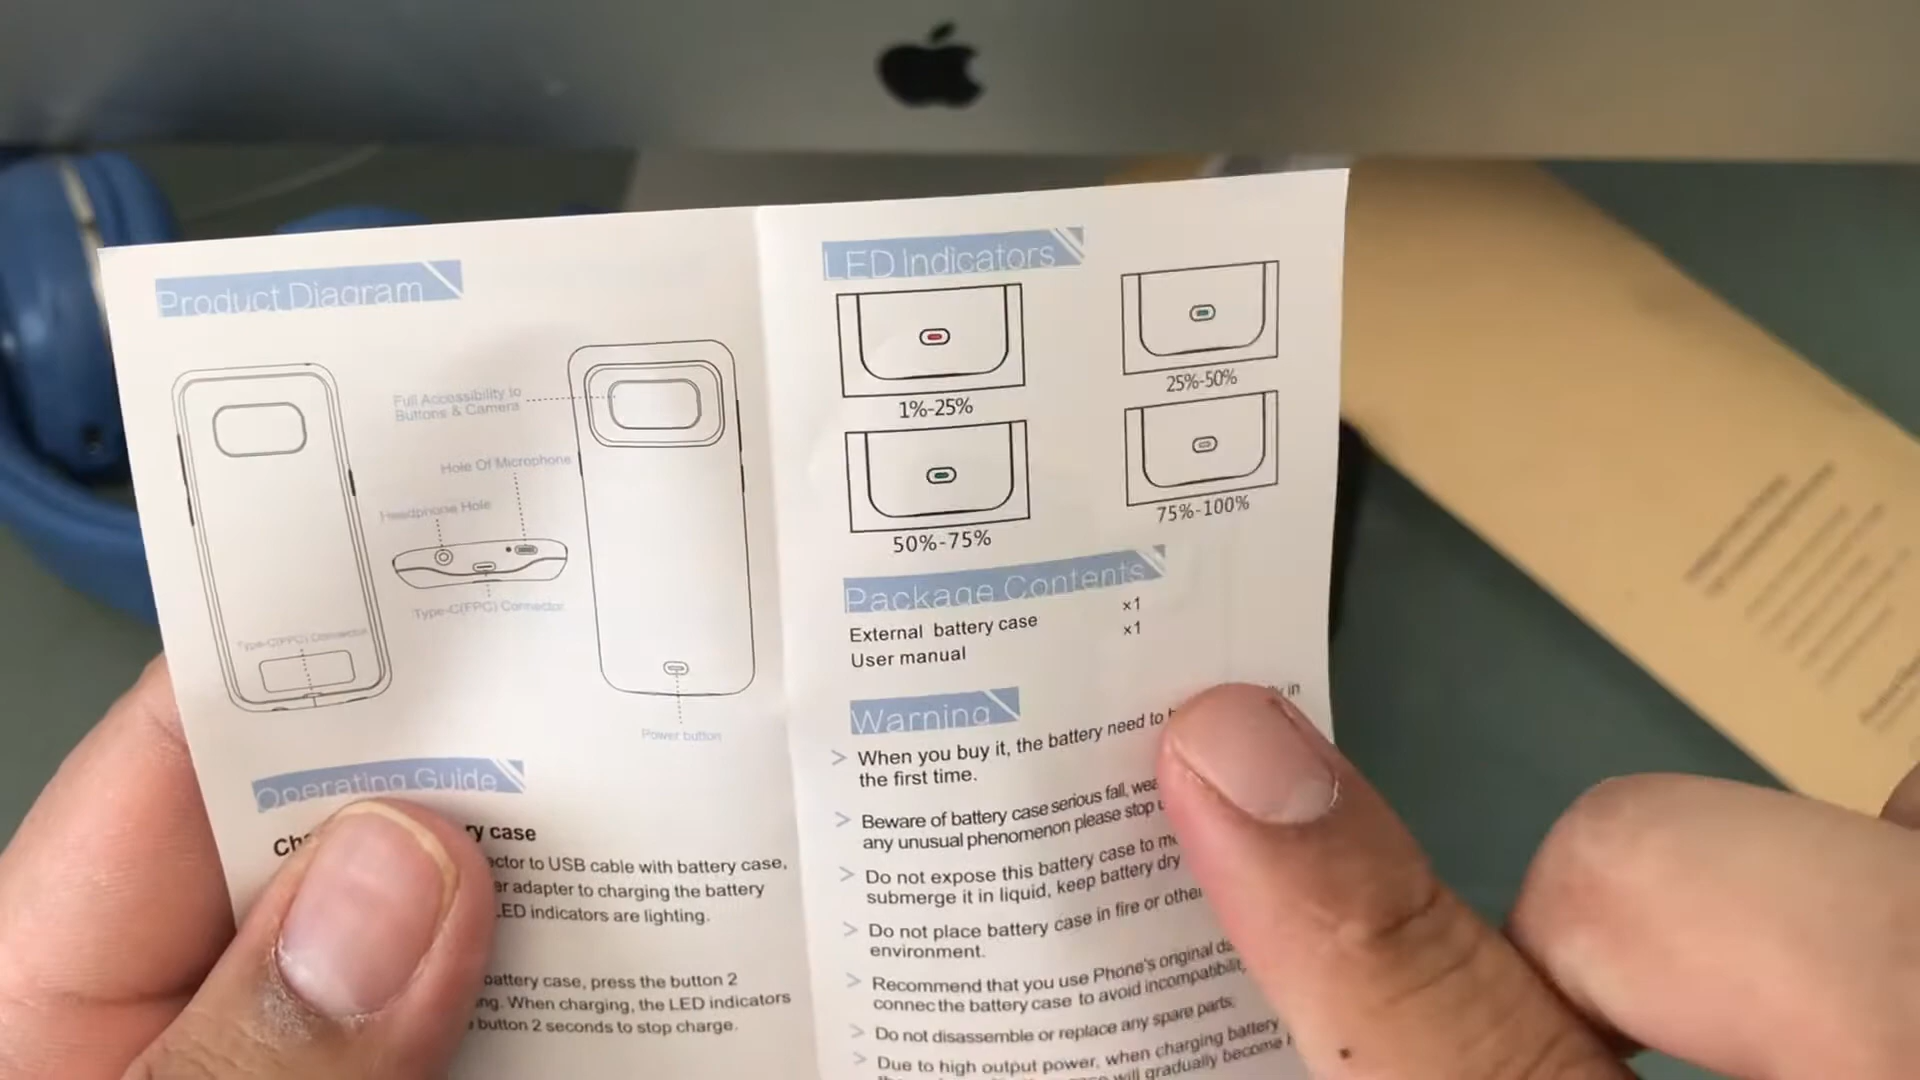 Product Diagram
Full Accessibility to
Buttons & Camera
Hole Of Microphone
Headphone Hole
Type-C(FPC) Connector
Type-C(FPC) Connector
Power button
Operating Guide
case
to USB cable with battery case,
adapter to charging the battery
LED indicators are lighting.
battery case, press the button 2
When charging, the LED indicators
button 2 seconds to stop charge.
LED Indicators
1%-25%
25%-50%
50%-75%
75%-100%
Package Contents
External battery case ×1
User manual ×1
Warning
> When you buy it, the battery need to in
the first time.
> Beware of battery case serious fall,
any unusual phenomenon please stop
> Do not expose this battery case to
submerge it in liquid, keep battery dry
> Do not place battery case in fire or other
environment.
> Recommend that you use Phone's original
connec the battery case to avoid
> Do not disassemble or replace any spare parts;
> Due to high output power, when charging battery
will gradually become